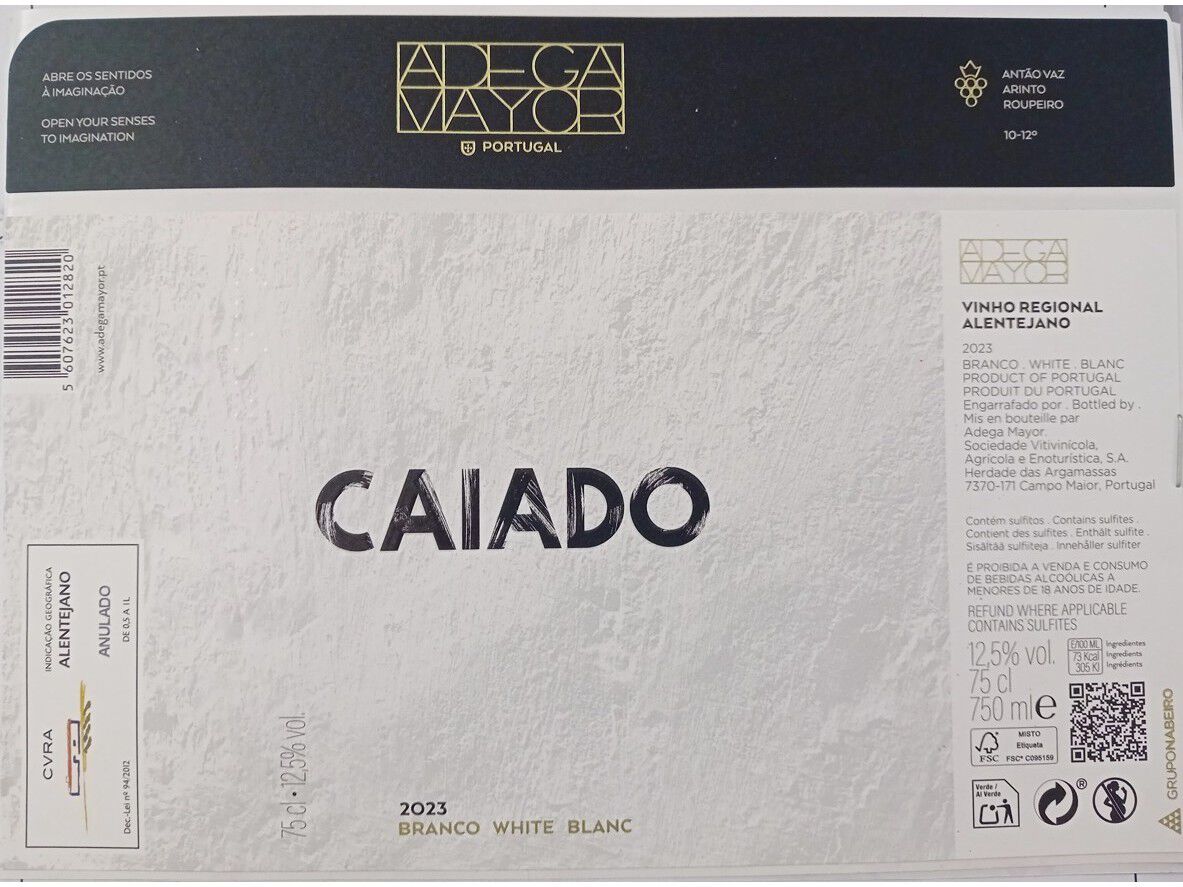 ABRE OS SENTIDOS
À IMAGINAÇÃO
OPEN YOUR SENSES
TO IMAGINATION
ADEGA
MAYOR
PORTUGAL
ANTÃO VAZ
ARINTO
ROUPEIRO
10-12º
5 607623 012820
www.adegamayor.pt
CAIADO
CVRA
INDICAÇÃO GEOGRÁFICA
ALENTEJANO
ANULADO
DE 0,5 A 1L
Dec.-Lei nº 94/2012
75 cl • 12,5% vol.
2023
BRANCO WHITE BLANC
ADEGA
MAYOR
VINHO REGIONAL
ALENTEJANO
2023
BRANCO . WHITE . BLANC
PRODUCT OF PORTUGAL
PRODUIT DU PORTUGAL
Engarrafado por . Bottled by .
Mis en bouteille par
Adega Mayor.
Sociedade Vitivinícola,
Agrícola e Enoturística, S.A.
Herdade das Argamassas
7370-171 Campo Maior, Portugal
Contém sulfitos . Contains sulfites .
Contient des sulfites . Enthält sulfite .
Sisältää sulfiiteja . Innehåller sulfiter
É PROIBIDA A VENDA E CONSUMO
DE BEBIDAS ALCOÓLICAS A
MENORES DE 18 ANOS DE IDADE.
REFUND WHERE APPLICABLE
CONTAINS SULFITES
12,5% vol.
75 cl
750 ml e
E/100 ML
73 Kcal
305 KJ
Ingredientes
Ingredients
Ingrédients
FSC
MISTO
Etiqueta
FSC® C095159
Verde /
Al Verde
®
GRUPONABEIRO